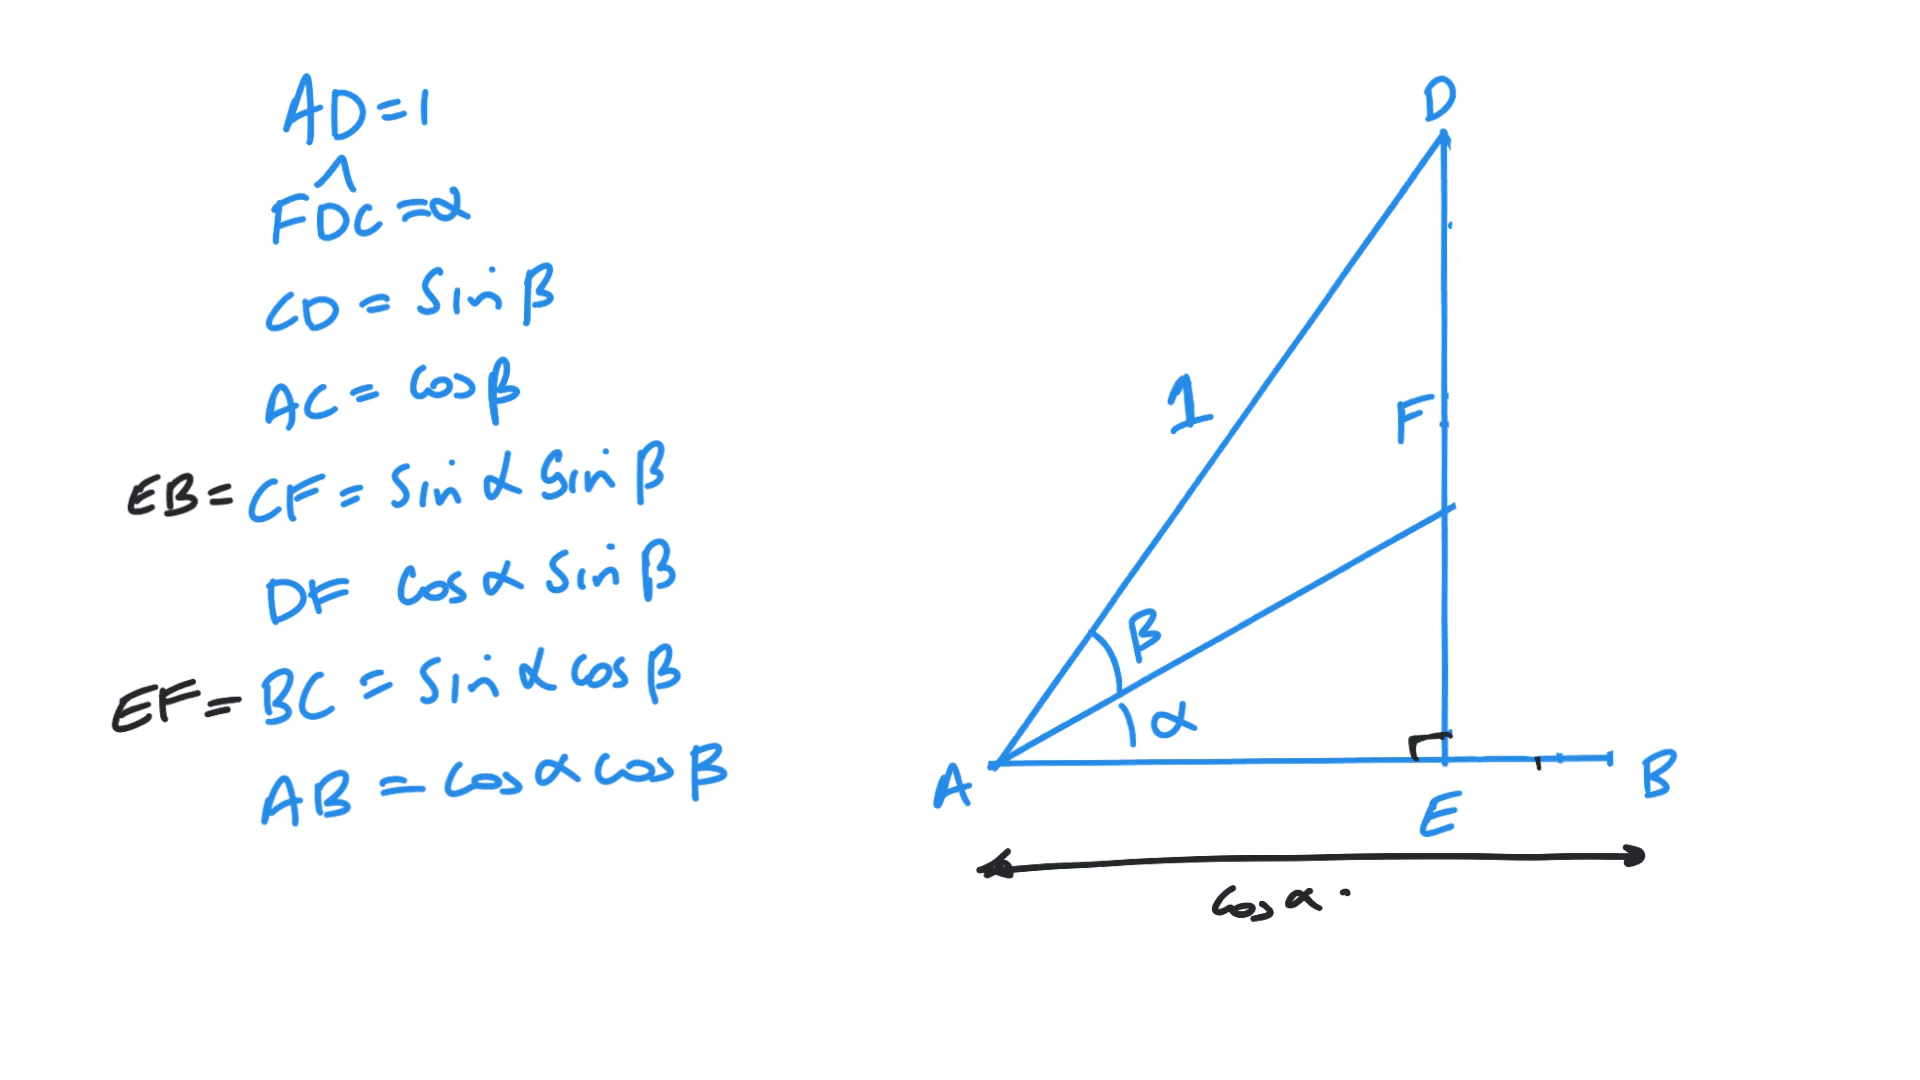 AD = 1
FD̂C = α
CD = sin β
AC = cos β
EB = CF = sin α sin β
DF cos α sin β
EF = BC = sin α cos β
AB = cos α cos β
D
1
F
β
α
A
E
B
cos α